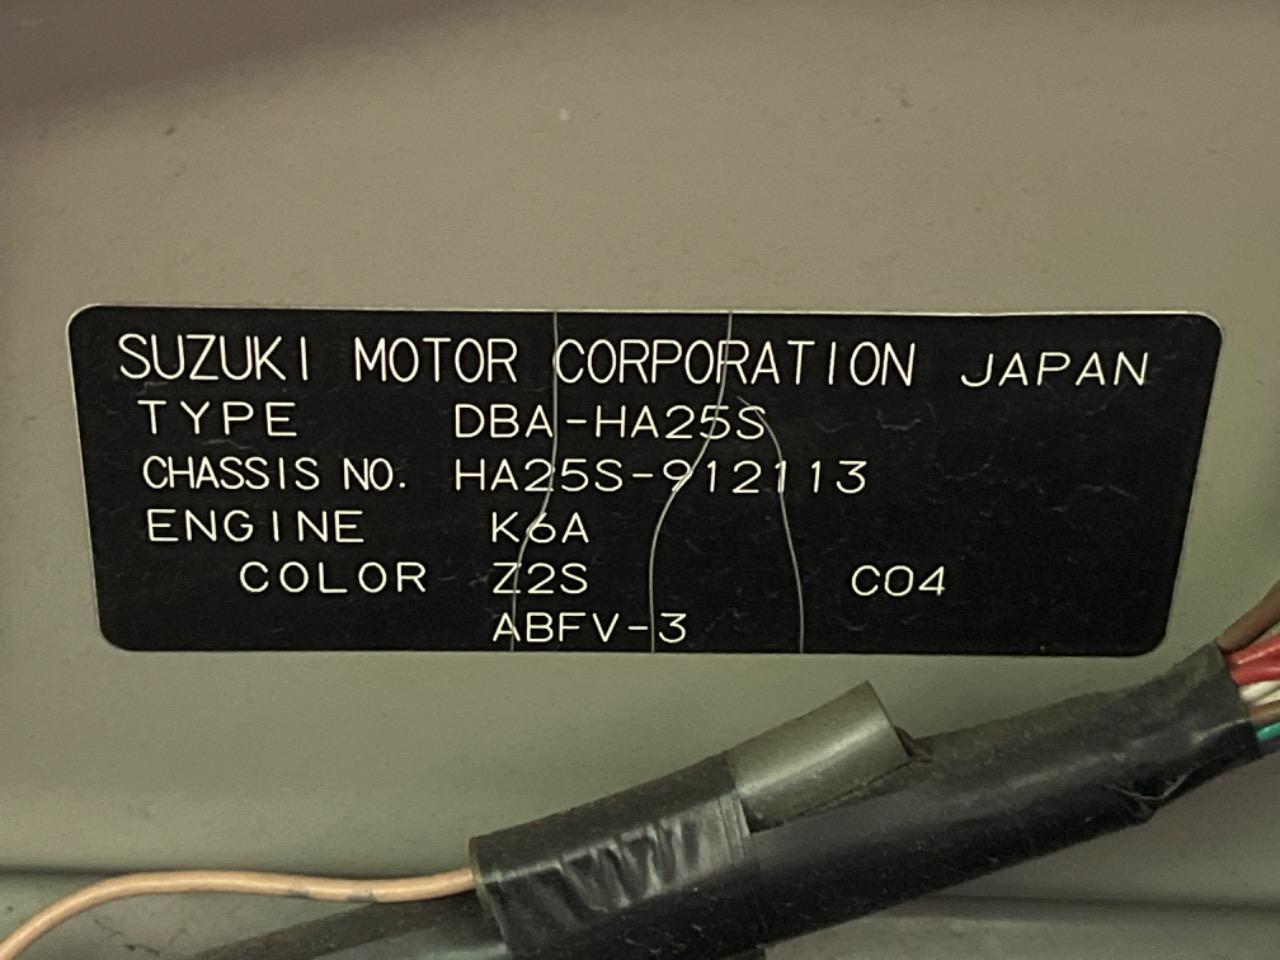 SUZUKI MOTOR CORPORATION JAPAN
TYPE DBA-HA25S
CHASSIS NO. HA25S-912113
ENGINE K6A
COLOR Z2S C04
ABFV-3